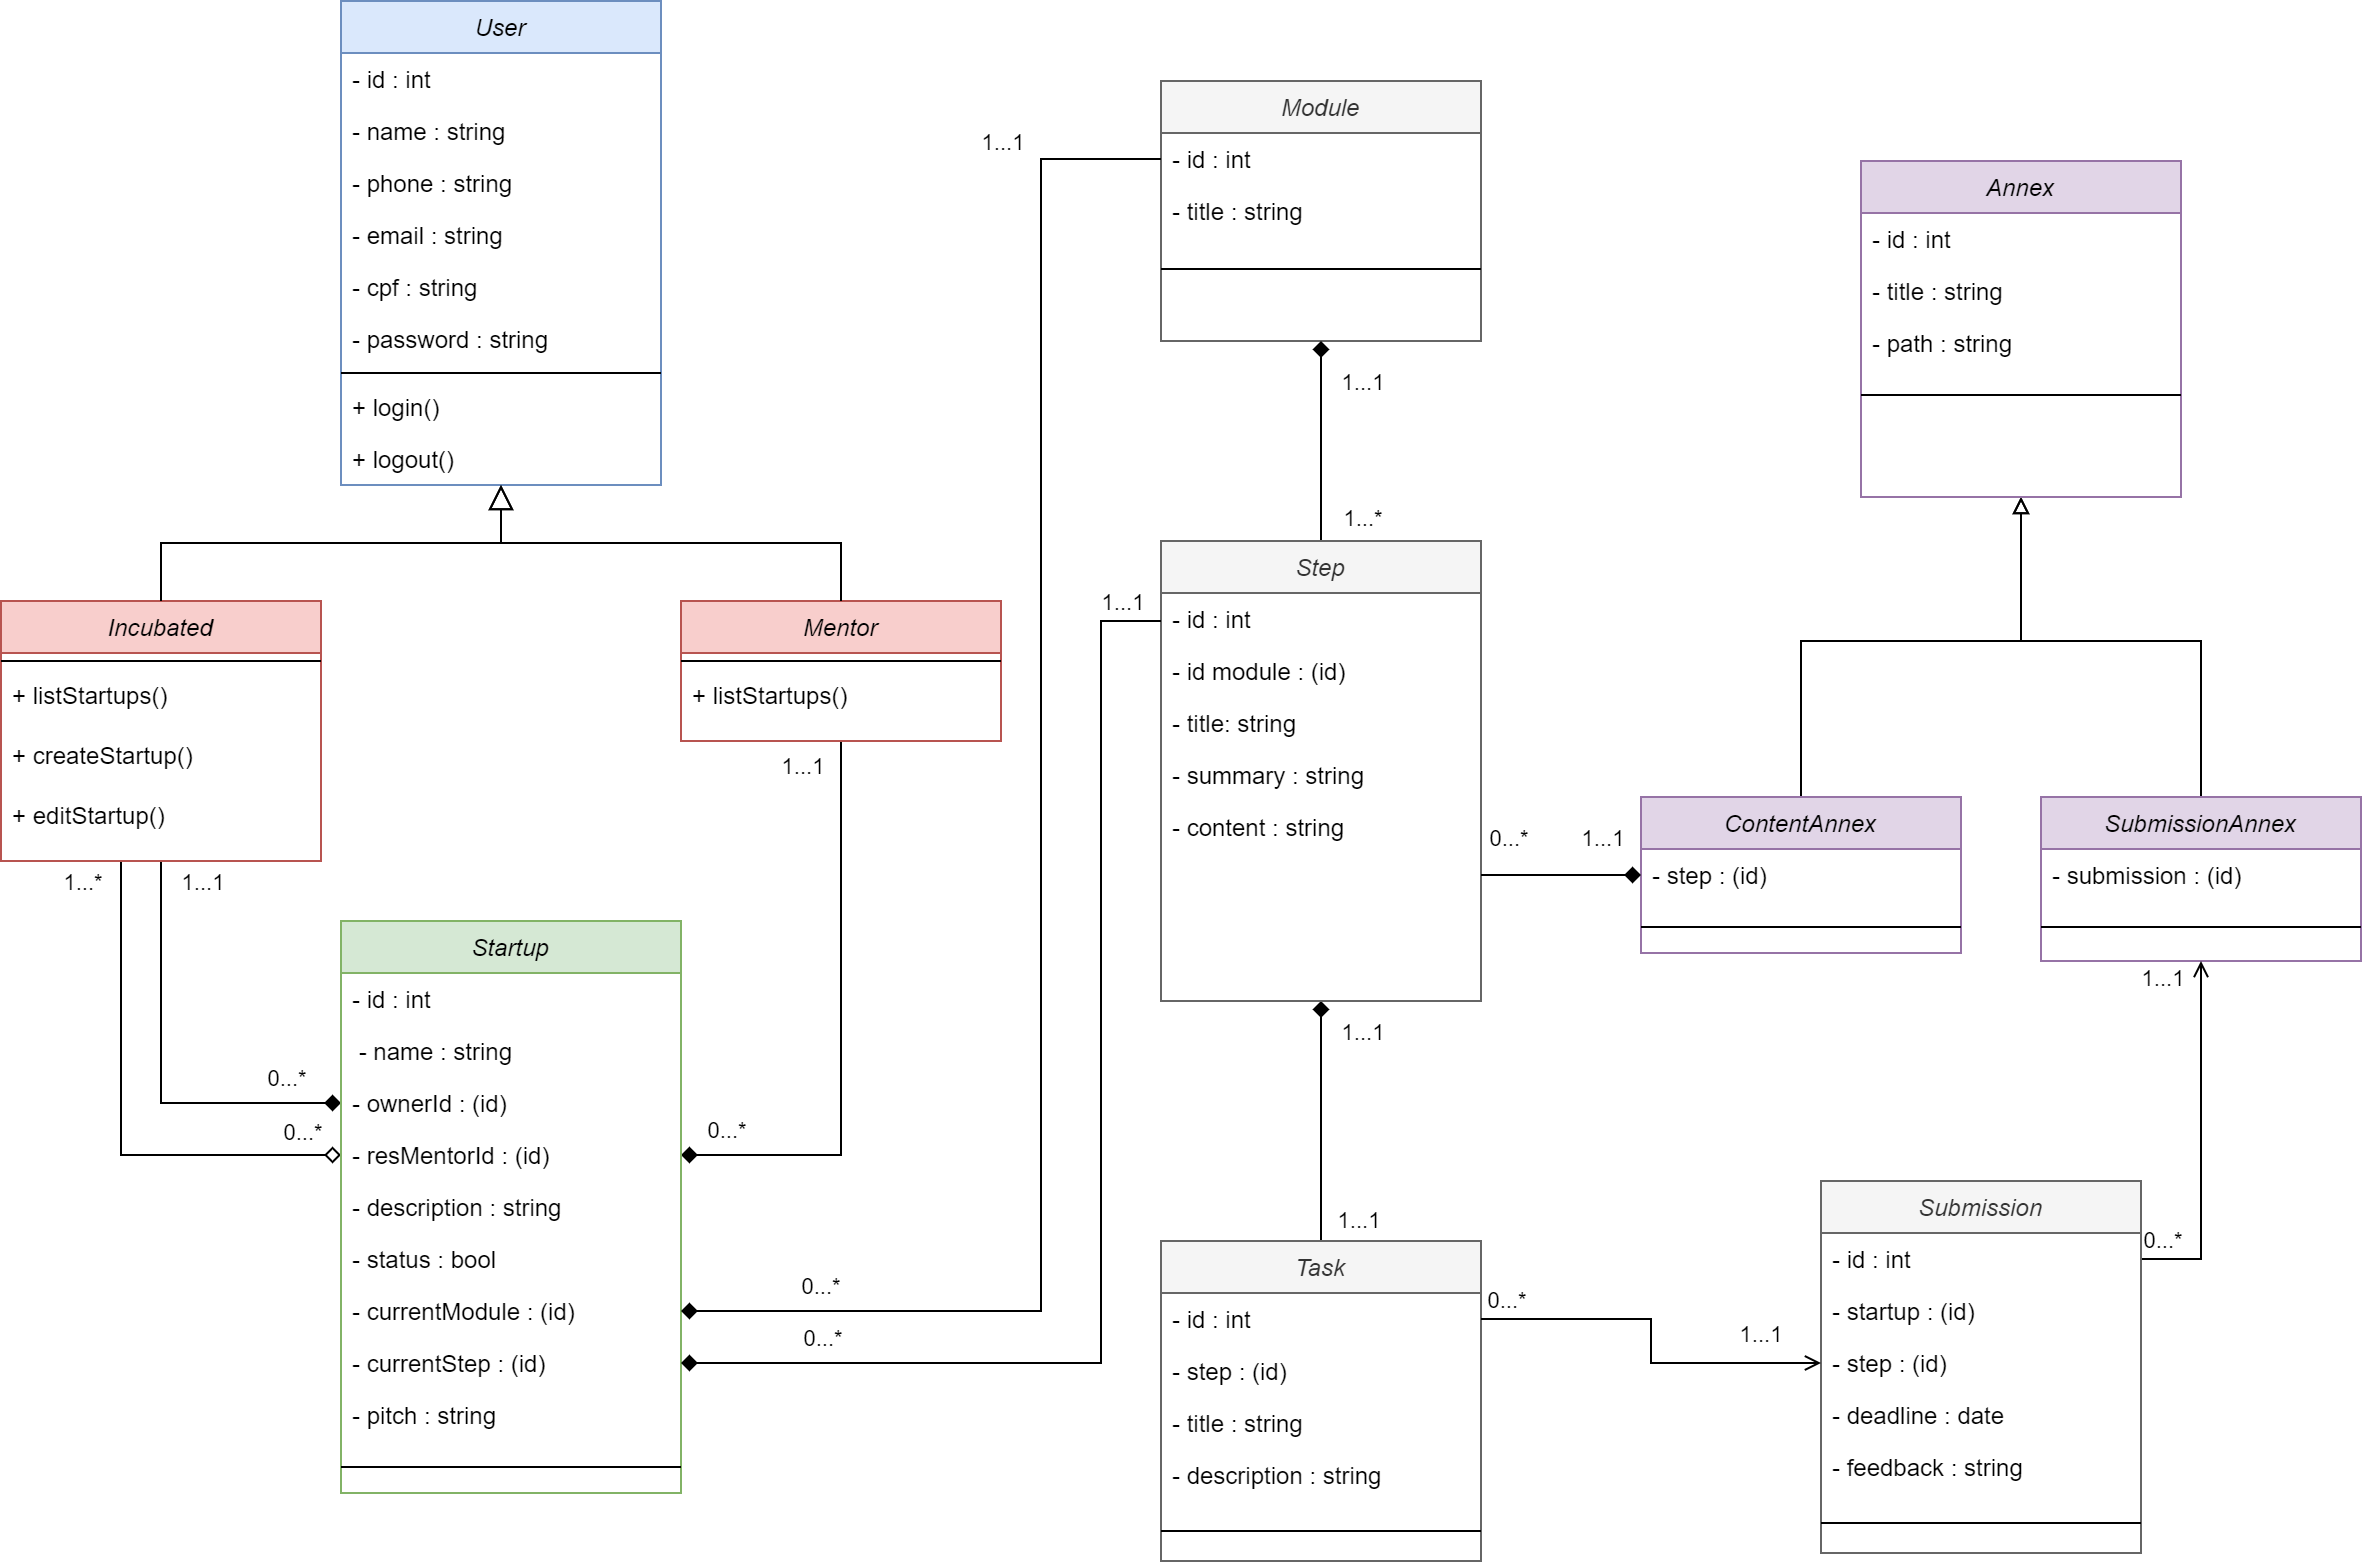 User
- id : int
- name : string
- phone : string
- email : string
- cpf : string
- password : string
+ login()
+ logout()
Incubated
+ listStartups()
+ createStartup()
+ editStartup()
1...*
1...1
Mentor
+ listStartups()
1...1
Startup
- id : int
- name : string
- ownerId : (id)
- resMentorId : (id)
- description : string
- status : bool
- currentModule : (id)
- currentStep : (id)
- pitch : string
0...*
0...*
0...*
0...*
0...*
1...1
Module
- id : int
- title : string
1...1
1...*
1...1
Step
- id : int
- id module : (id)
- title: string
- summary : string
- content : string
0...*
1...1
1...1
1...1
Task
- id : int
- step : (id)
- title : string
- description : string
0...*
1...1
Annex
- id : int
- title : string
- path : string
ContentAnnex
- step : (id)
SubmissionAnnex
- submission : (id)
1...1
0...*
Submission
- id : int
- startup : (id)
- step : (id)
- deadline : date
- feedback : string